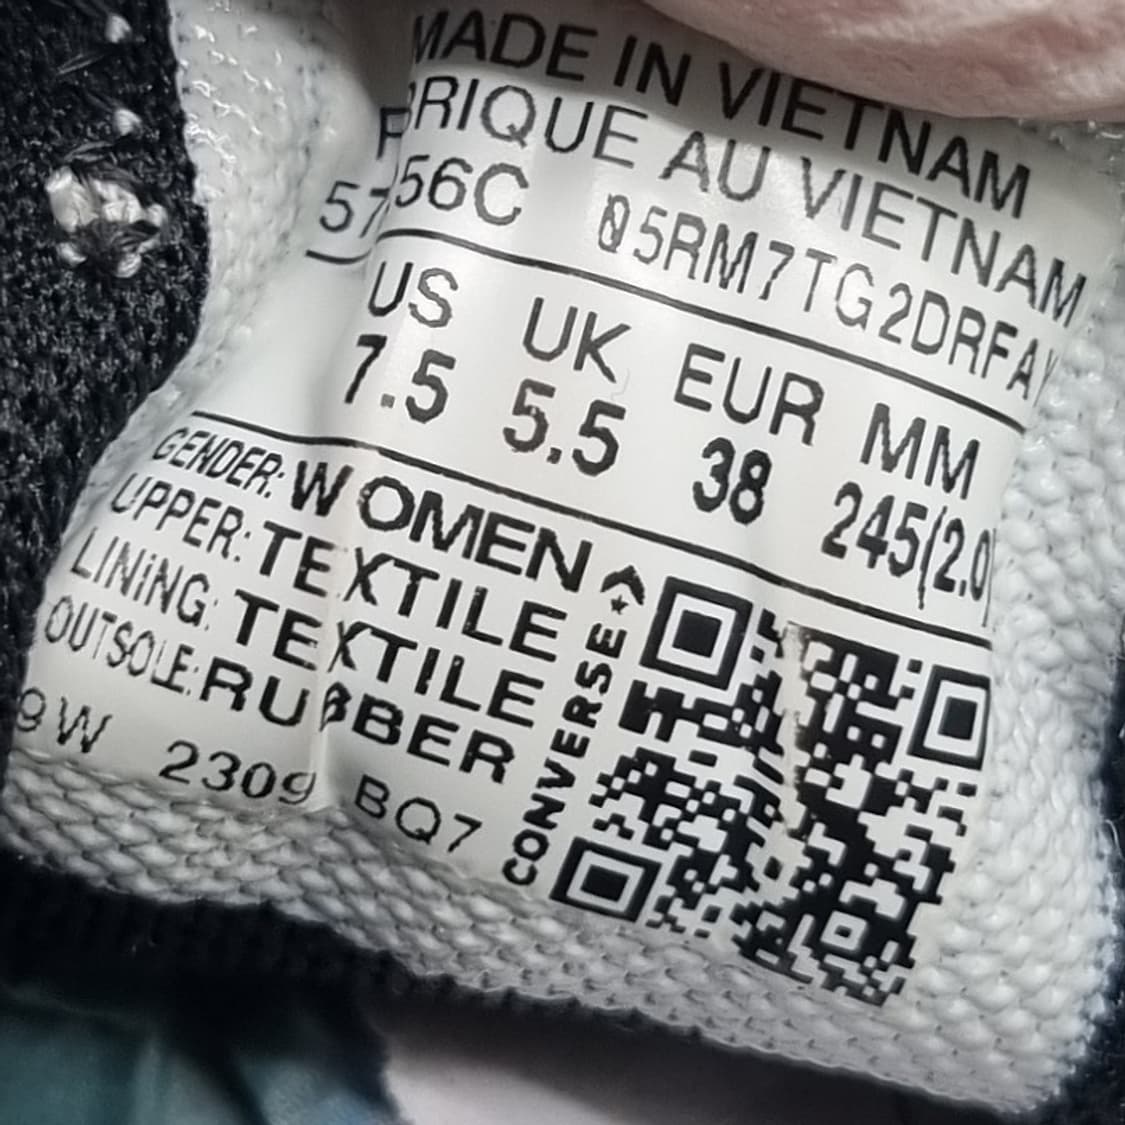 MADE IN VIETNAM
BRIQUE AU VIETNAM
56C 05RM7TG2DRFAY
US UK EUR MM
7.5 5.5 38 245(2.0)
GENDER: WOMEN
UPPER: TEXTILE
LINING: TEXTILE
OUTSOLE: RUBBER
9W 2309 BQ7
CONVERSE